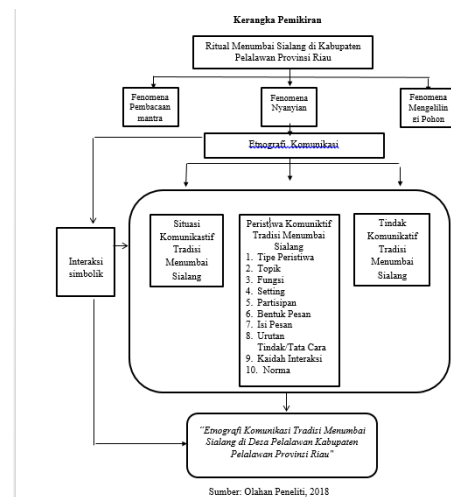 Kerangka Pemikiran
Ritual Menumbai Sialang di Kabupaten
Pelalawan Provinsi Riau
Fenomena
Pembacaan
mantra
Fenomena
Nyanyian
Fenomena
Mengelilin
gi Pohon
Etnografi Komunikasi
Interaksi
simbolik
Situasi
Komunikastif
Tradisi
Menumbai
Sialang
Peristiwa Komuniktif
Tradisi Menumbai
Sialang
1. Tipe Peristiwa
2. Topik
3. Fungsi
4. Setting
5. Partisipan
6. Bentuk Pesan
7. Isi Pesan
8. Urutan
Tindak/Tata Cara
9. Kaidah Interaksi
10. Norma
Tindak
Komunikatif
Tradisi
Menumbai
Sialang
"Etnografi Komunikasi Tradisi Menumbai
Sialang di Desa Pelalawan Kabupaten
Pelalawan Provinsi Riau"
Sumber: Olahan Peneliti, 2018